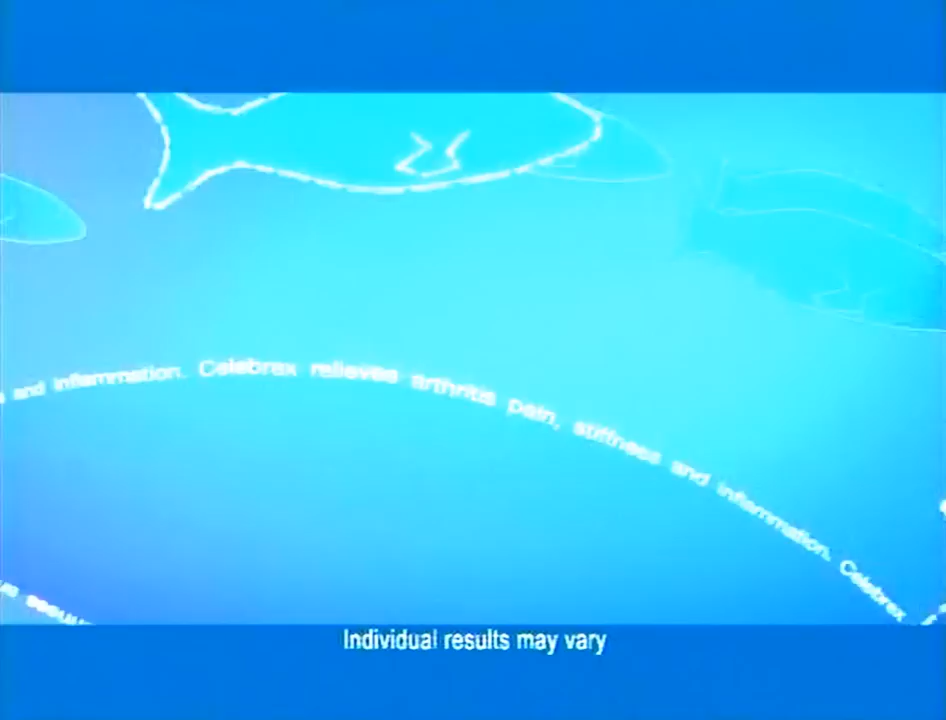 and inflammation. Celebrex relieves arthritis pain, stiffness and inflammation. Celebrex
Individual results may vary